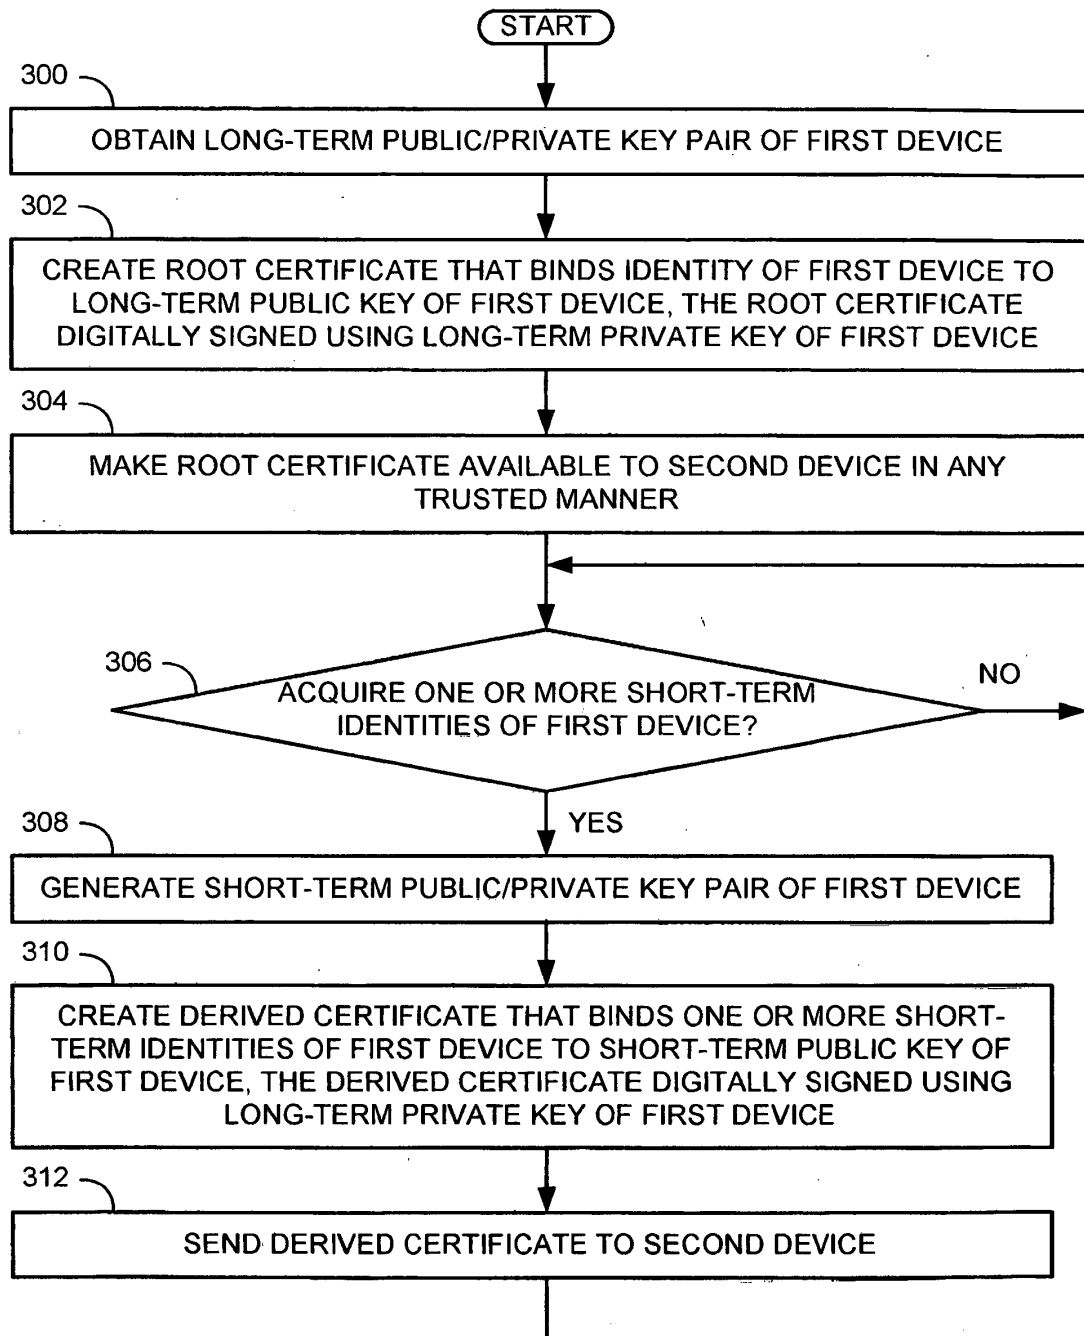 START
300
OBTAIN LONG-TERM PUBLIC/PRIVATE KEY PAIR OF FIRST DEVICE
302
CREATE ROOT CERTIFICATE THAT BINDS IDENTITY OF FIRST DEVICE TO
LONG-TERM PUBLIC KEY OF FIRST DEVICE, THE ROOT CERTIFICATE
DIGITALLY SIGNED USING LONG-TERM PRIVATE KEY OF FIRST DEVICE
304
MAKE ROOT CERTIFICATE AVAILABLE TO SECOND DEVICE IN ANY
TRUSTED MANNER
306
ACQUIRE ONE OR MORE SHORT-TERM
IDENTITIES OF FIRST DEVICE?
NO
YES
308
GENERATE SHORT-TERM PUBLIC/PRIVATE KEY PAIR OF FIRST DEVICE
310
CREATE DERIVED CERTIFICATE THAT BINDS ONE OR MORE SHORT-
TERM IDENTITIES OF FIRST DEVICE TO SHORT-TERM PUBLIC KEY OF
FIRST DEVICE, THE DERIVED CERTIFICATE DIGITALLY SIGNED USING
LONG-TERM PRIVATE KEY OF FIRST DEVICE
312
SEND DERIVED CERTIFICATE TO SECOND DEVICE